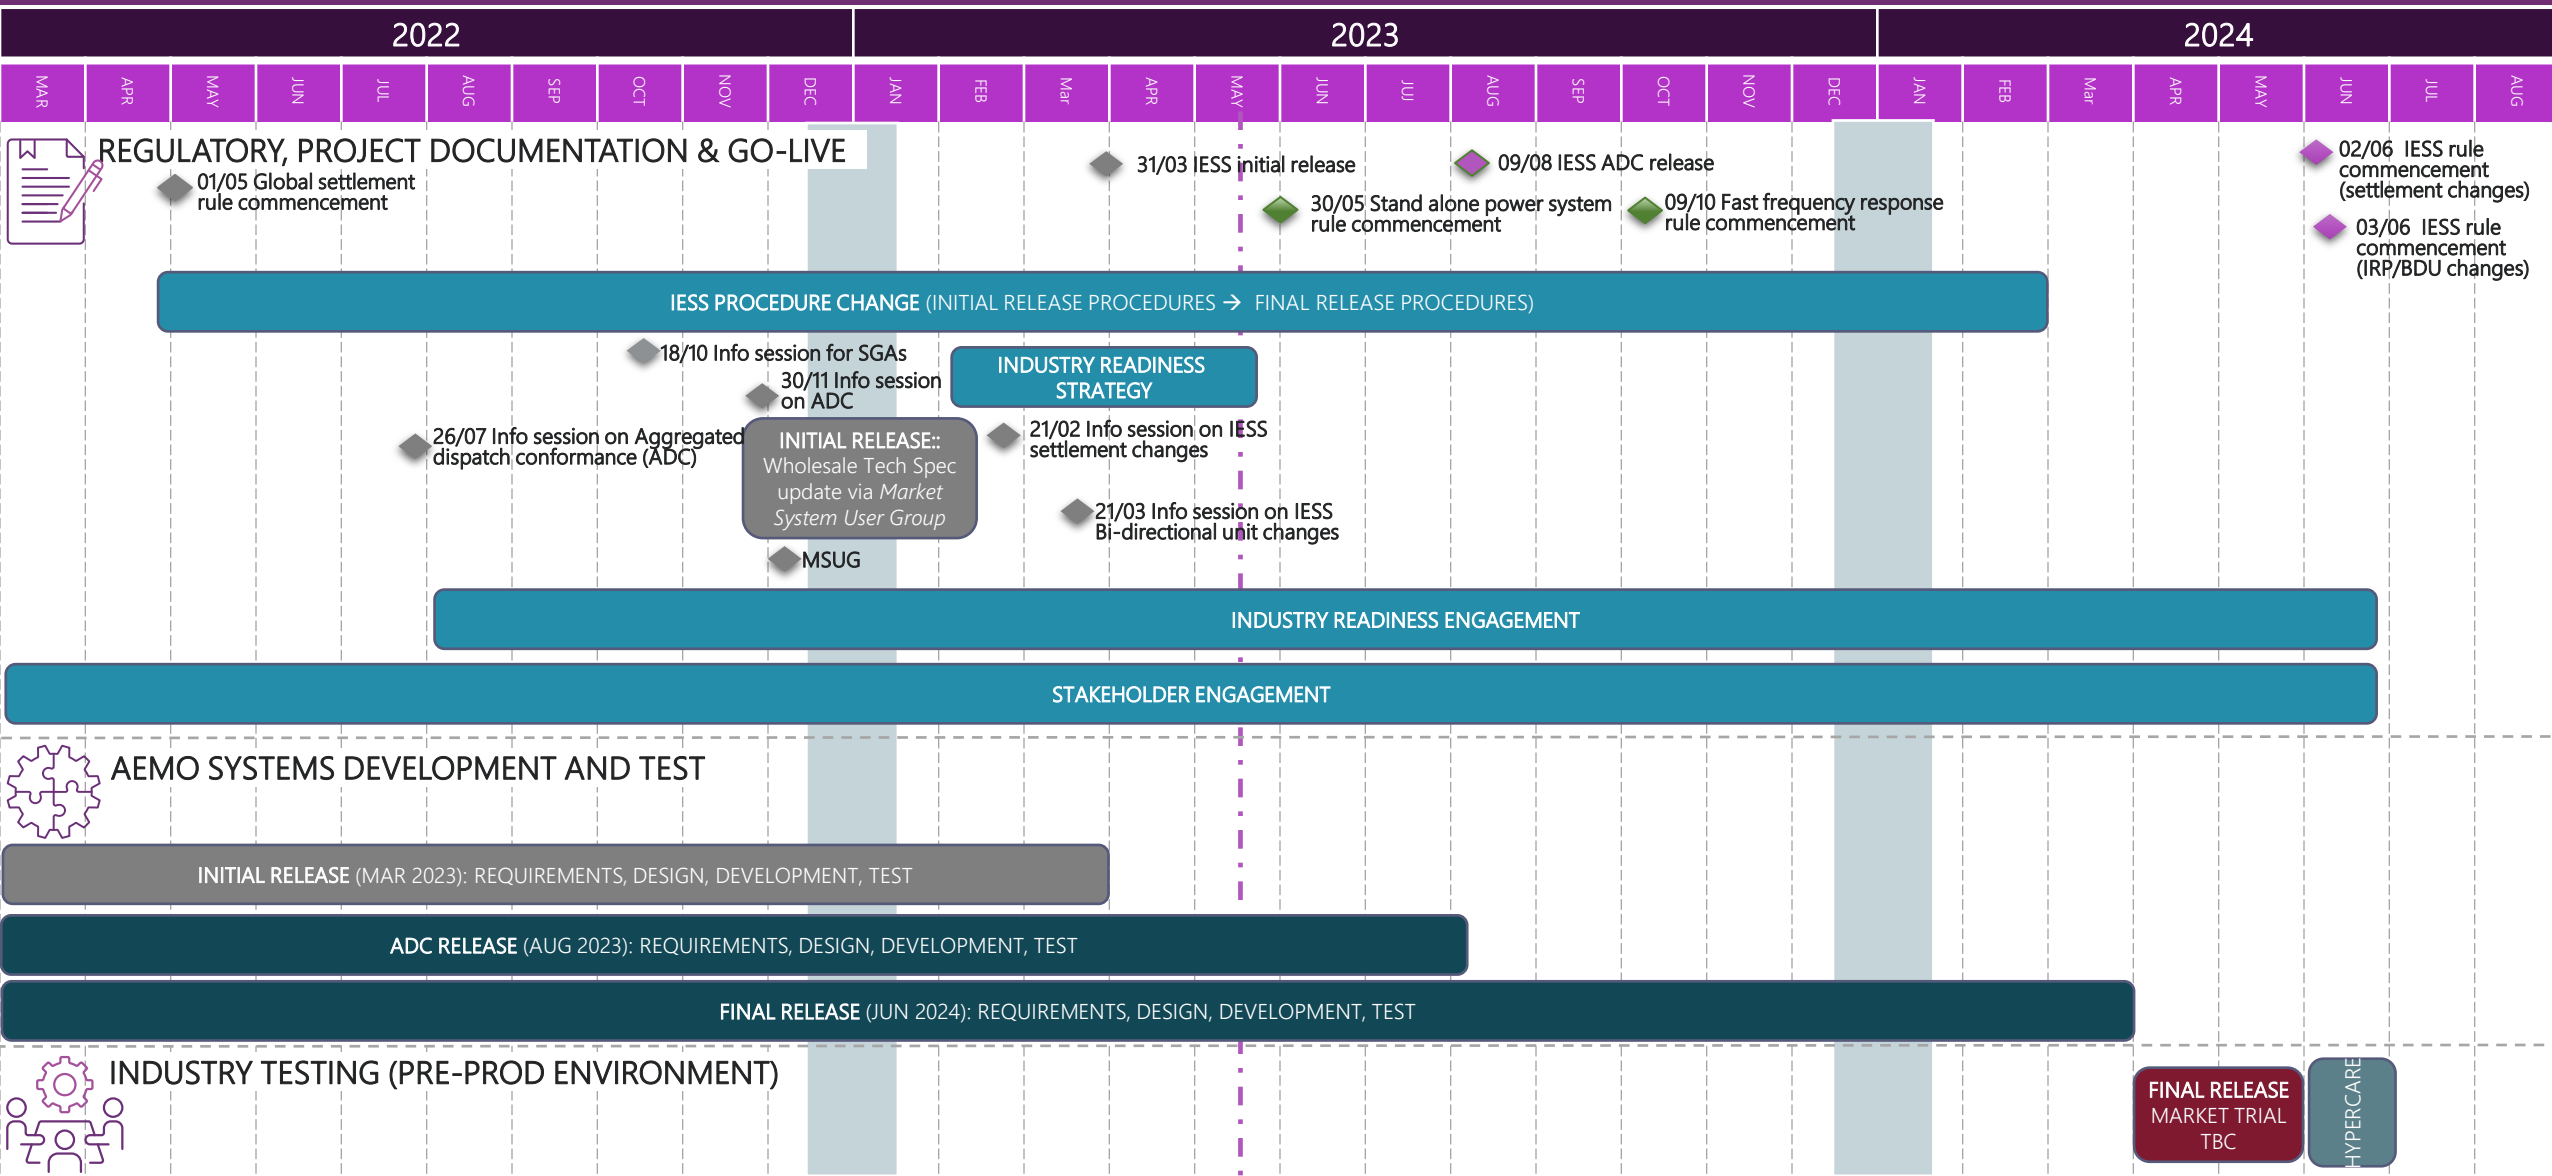 2022
2023
2024
MAR
APR
MAY
JUN
JUL
AUG
SEP
OCT
NOV
DEC
JAN
FEB
Mar
APR
MAY
JUN
JUJ
AUG
SEP
OCT
NOV
DEC
JAN
FEB
Mar
APR
MAY
JUN
JUL
AUG
REGULATORY, PROJECT DOCUMENTATION & GO-LIVE
01/05 Global settlement
rule commencement
31/03 IESS initial release
09/08 IESS ADC release
30/05 Stand alone power system
rule commencement
09/10 Fast frequency response
rule commencement
02/06  IESS rule
commencement
(settlement changes)
03/06  IESS rule
commencement
(IRP/BDU changes)
IESS PROCEDURE CHANGE (INITIAL RELEASE PROCEDURES → FINAL RELEASE PROCEDURES)
18/10 Info session for SGAs
30/11 Info session
on ADC
INDUSTRY READINESS
STRATEGY
26/07 Info session on Aggregated
dispatch conformance (ADC)
INITIAL RELEASE::
Wholesale Tech Spec
update via Market
System User Group
21/02 Info session on IESS
settlement changes
21/03 Info session on IESS
Bi-directional unit changes
MSUG
INDUSTRY READINESS ENGAGEMENT
STAKEHOLDER ENGAGEMENT
AEMO SYSTEMS DEVELOPMENT AND TEST
INITIAL RELEASE (MAR 2023): REQUIREMENTS, DESIGN, DEVELOPMENT, TEST
ADC RELEASE (AUG 2023): REQUIREMENTS, DESIGN, DEVELOPMENT, TEST
FINAL RELEASE (JUN 2024): REQUIREMENTS, DESIGN, DEVELOPMENT, TEST
INDUSTRY TESTING (PRE-PROD ENVIRONMENT)
FINAL RELEASE
MARKET TRIAL
TBC
HYPERCARE